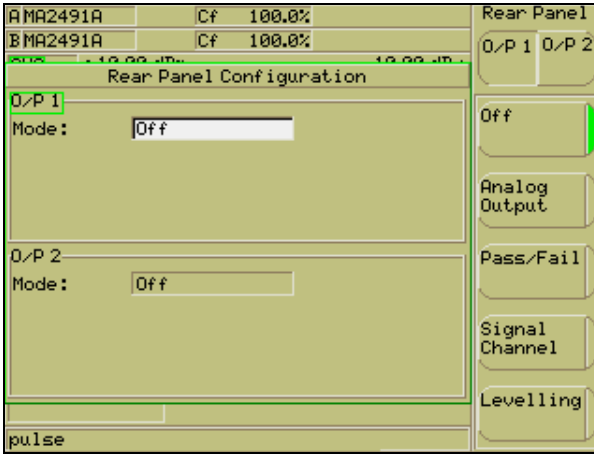 A MA2491A Cf 100.0%
B MA2491A Cf 100.0%
Rear Panel Configuration
O/P 1
Mode: Off
O/P 2
Mode: Off
pulse
Rear Panel
O/P 1 O/P 2
Off
Analog
Output
Pass/Fail
Signal
Channel
Levelling